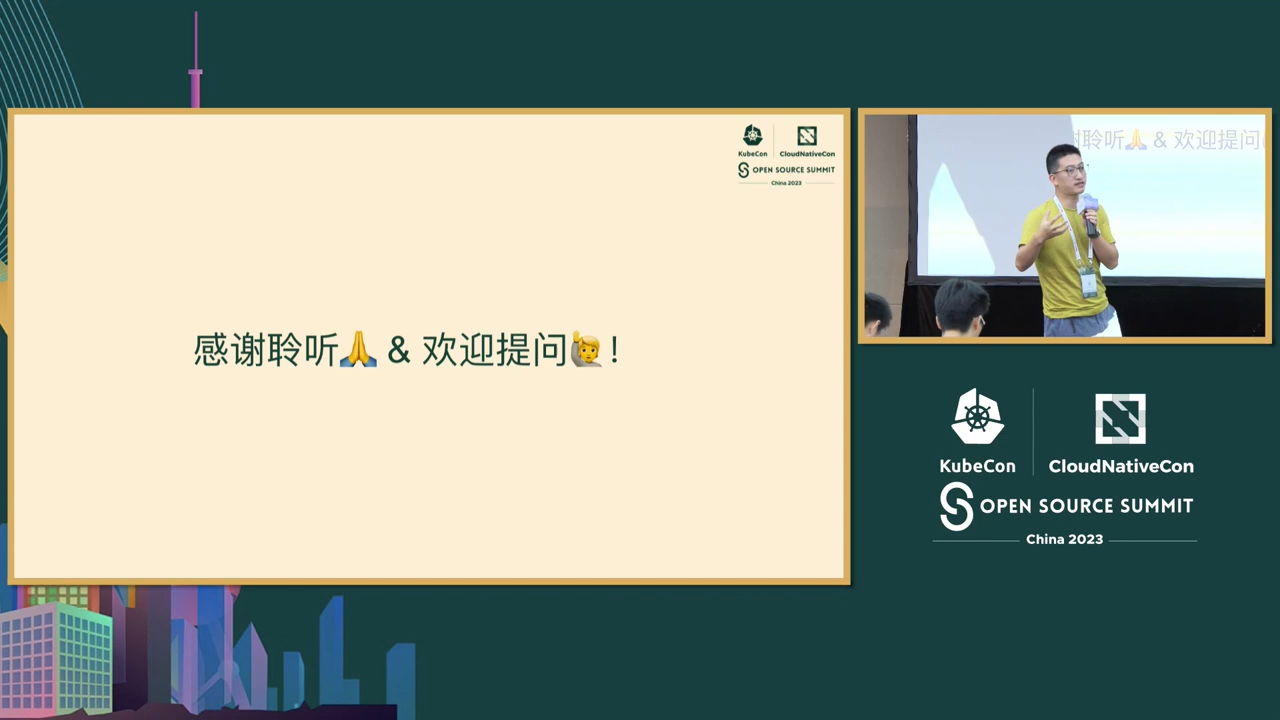 KubeCon
CloudNativeCon
OPEN SOURCE SUMMIT
China 2023
感谢聆听🙏 & 欢迎提问🙋!
聆听🙏 & 欢迎提问
KubeCon
CloudNativeCon
OPEN SOURCE SUMMIT
China 2023